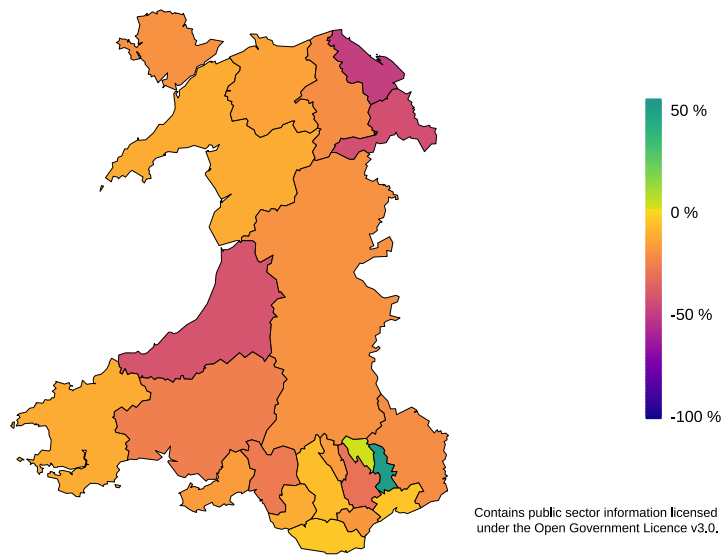 50 %
0 %
-50 %
-100 %
Contains public sector information licensed
under the Open Government Licence v3.0.